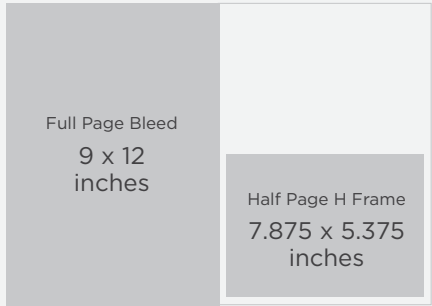 Full Page Bleed
9 x 12
inches
Half Page H Frame
7.875 x 5.375
inches